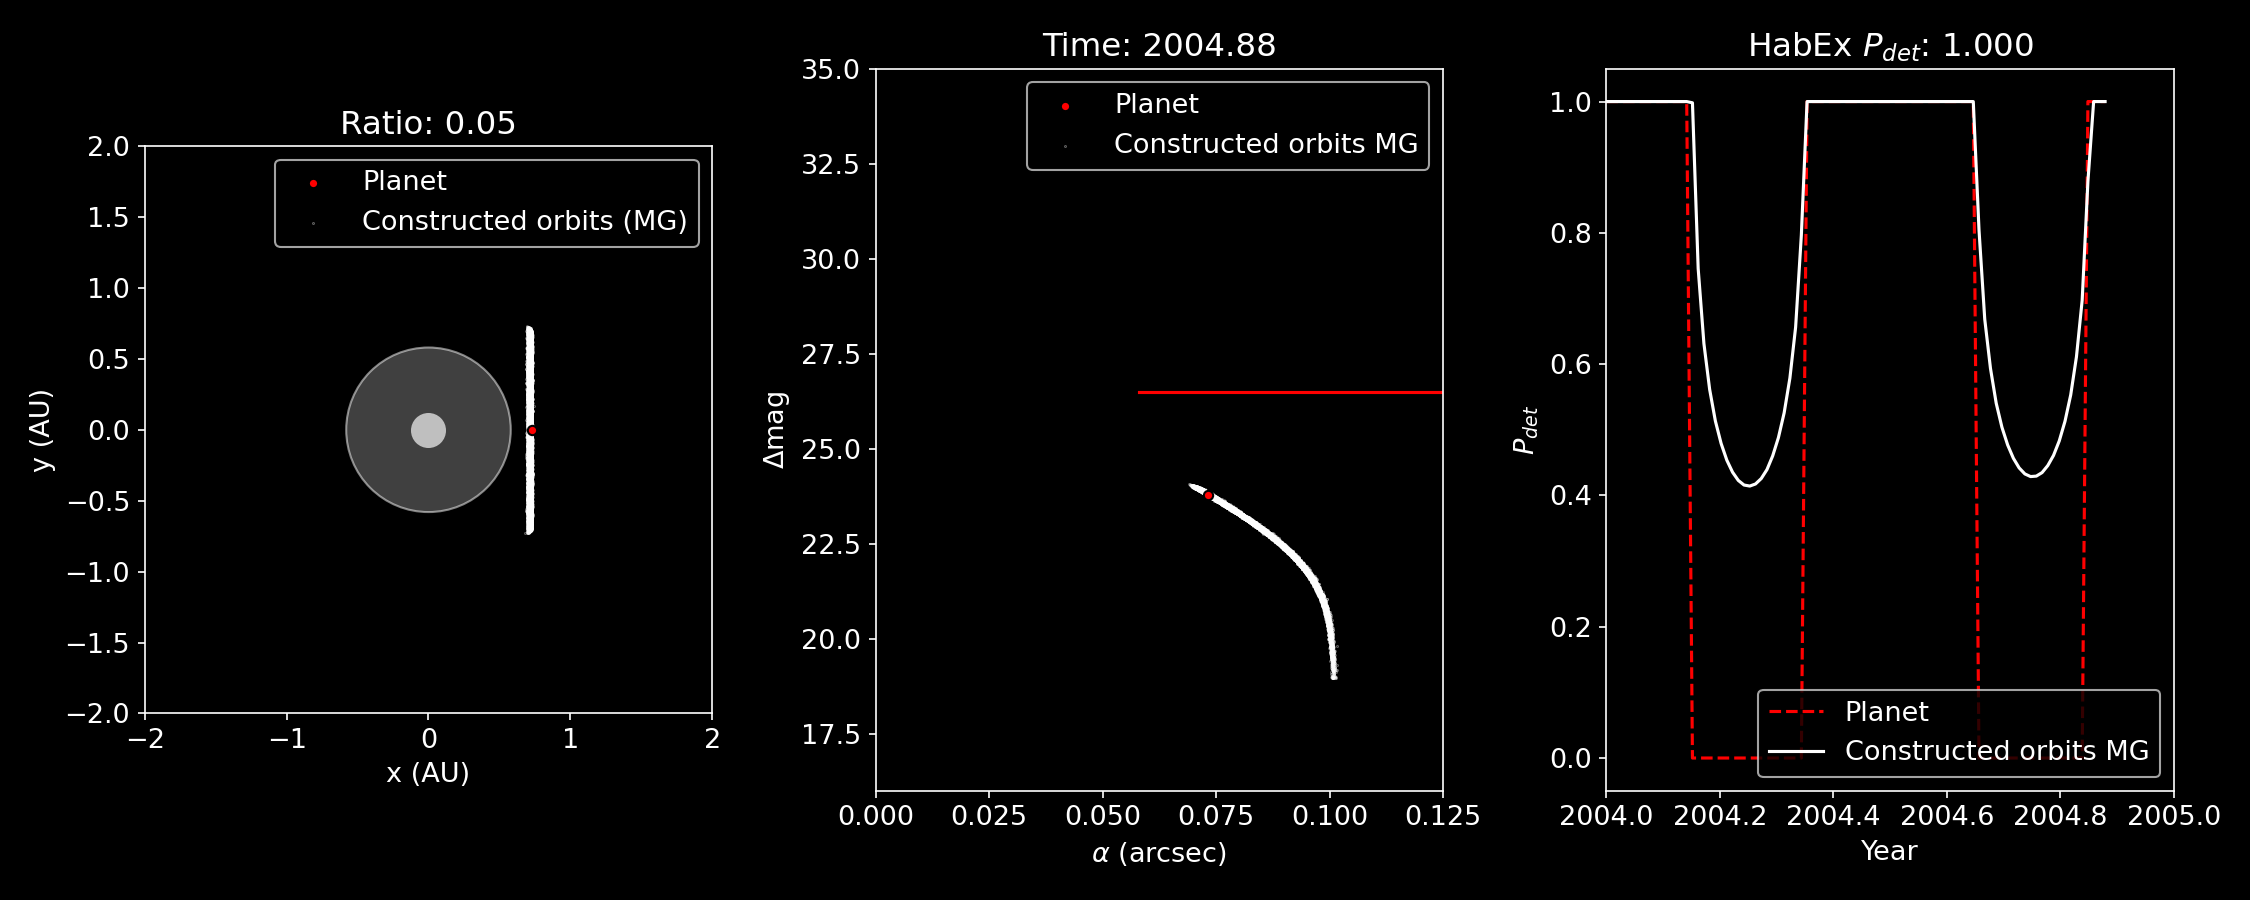 Ratio: 0.05
Planet
Constructed orbits (MG)
2.0
1.5
1.0
0.5
0.0
−0.5
−1.0
−1.5
−2.0
y (AU)
−2 −1 0 1 2
x (AU)
Time: 2004.88
Planet
Constructed orbits MG
35.0
32.5
30.0
27.5
25.0
22.5
20.0
17.5
Δmag
0.000 0.025 0.050 0.075 0.100 0.125
α (arcsec)
HabEx P_det: 1.000
1.0
0.8
0.6
0.4
0.2
0.0
P_det
Planet
Constructed orbits MG
2004.0 2004.2 2004.4 2004.6 2004.8 2005.0
Year